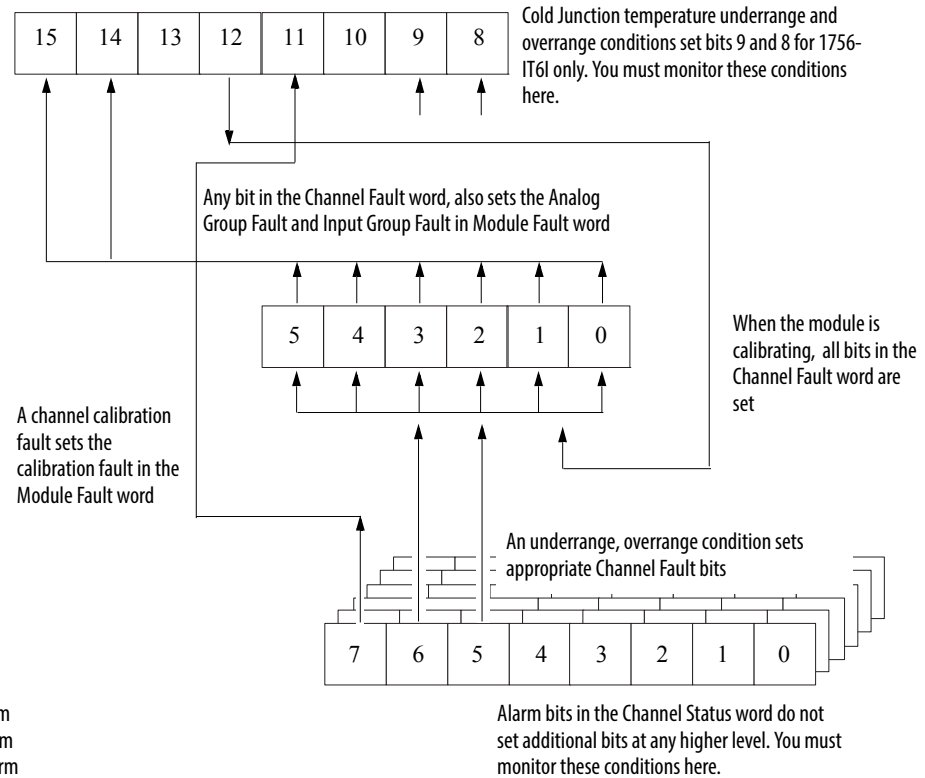 Cold Junction temperature underrange and
overrange conditions set bits 9 and 8 for 1756-
IT6I only. You must monitor these conditions
here.
15 14 13 12 11 10 9 8
Any bit in the Channel Fault word, also sets the Analog
Group Fault and Input Group Fault in Module Fault word
5 4 3 2 1 0
When the module is
calibrating, all bits in the
Channel Fault word are
set
A channel calibration
fault sets the
calibration fault in the
Module Fault word
An underrange, overrange condition sets
appropriate Channel Fault bits
7 6 5 4 3 2 1 0
Alarm bits in the Channel Status word do not
set additional bits at any higher level. You must
monitor these conditions here.